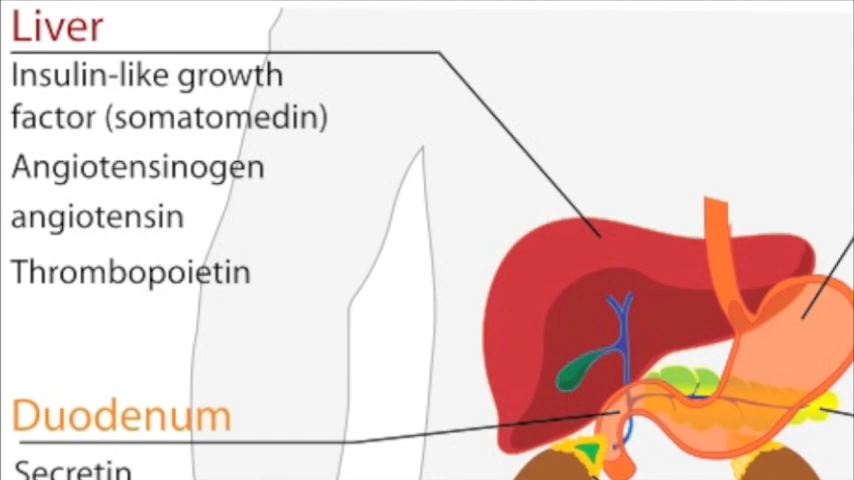 Liver
Insulin-like growth
factor (somatomedin)
Angiotensinogen
angiotensin
Thrombopoietin
Duodenum
Secretin